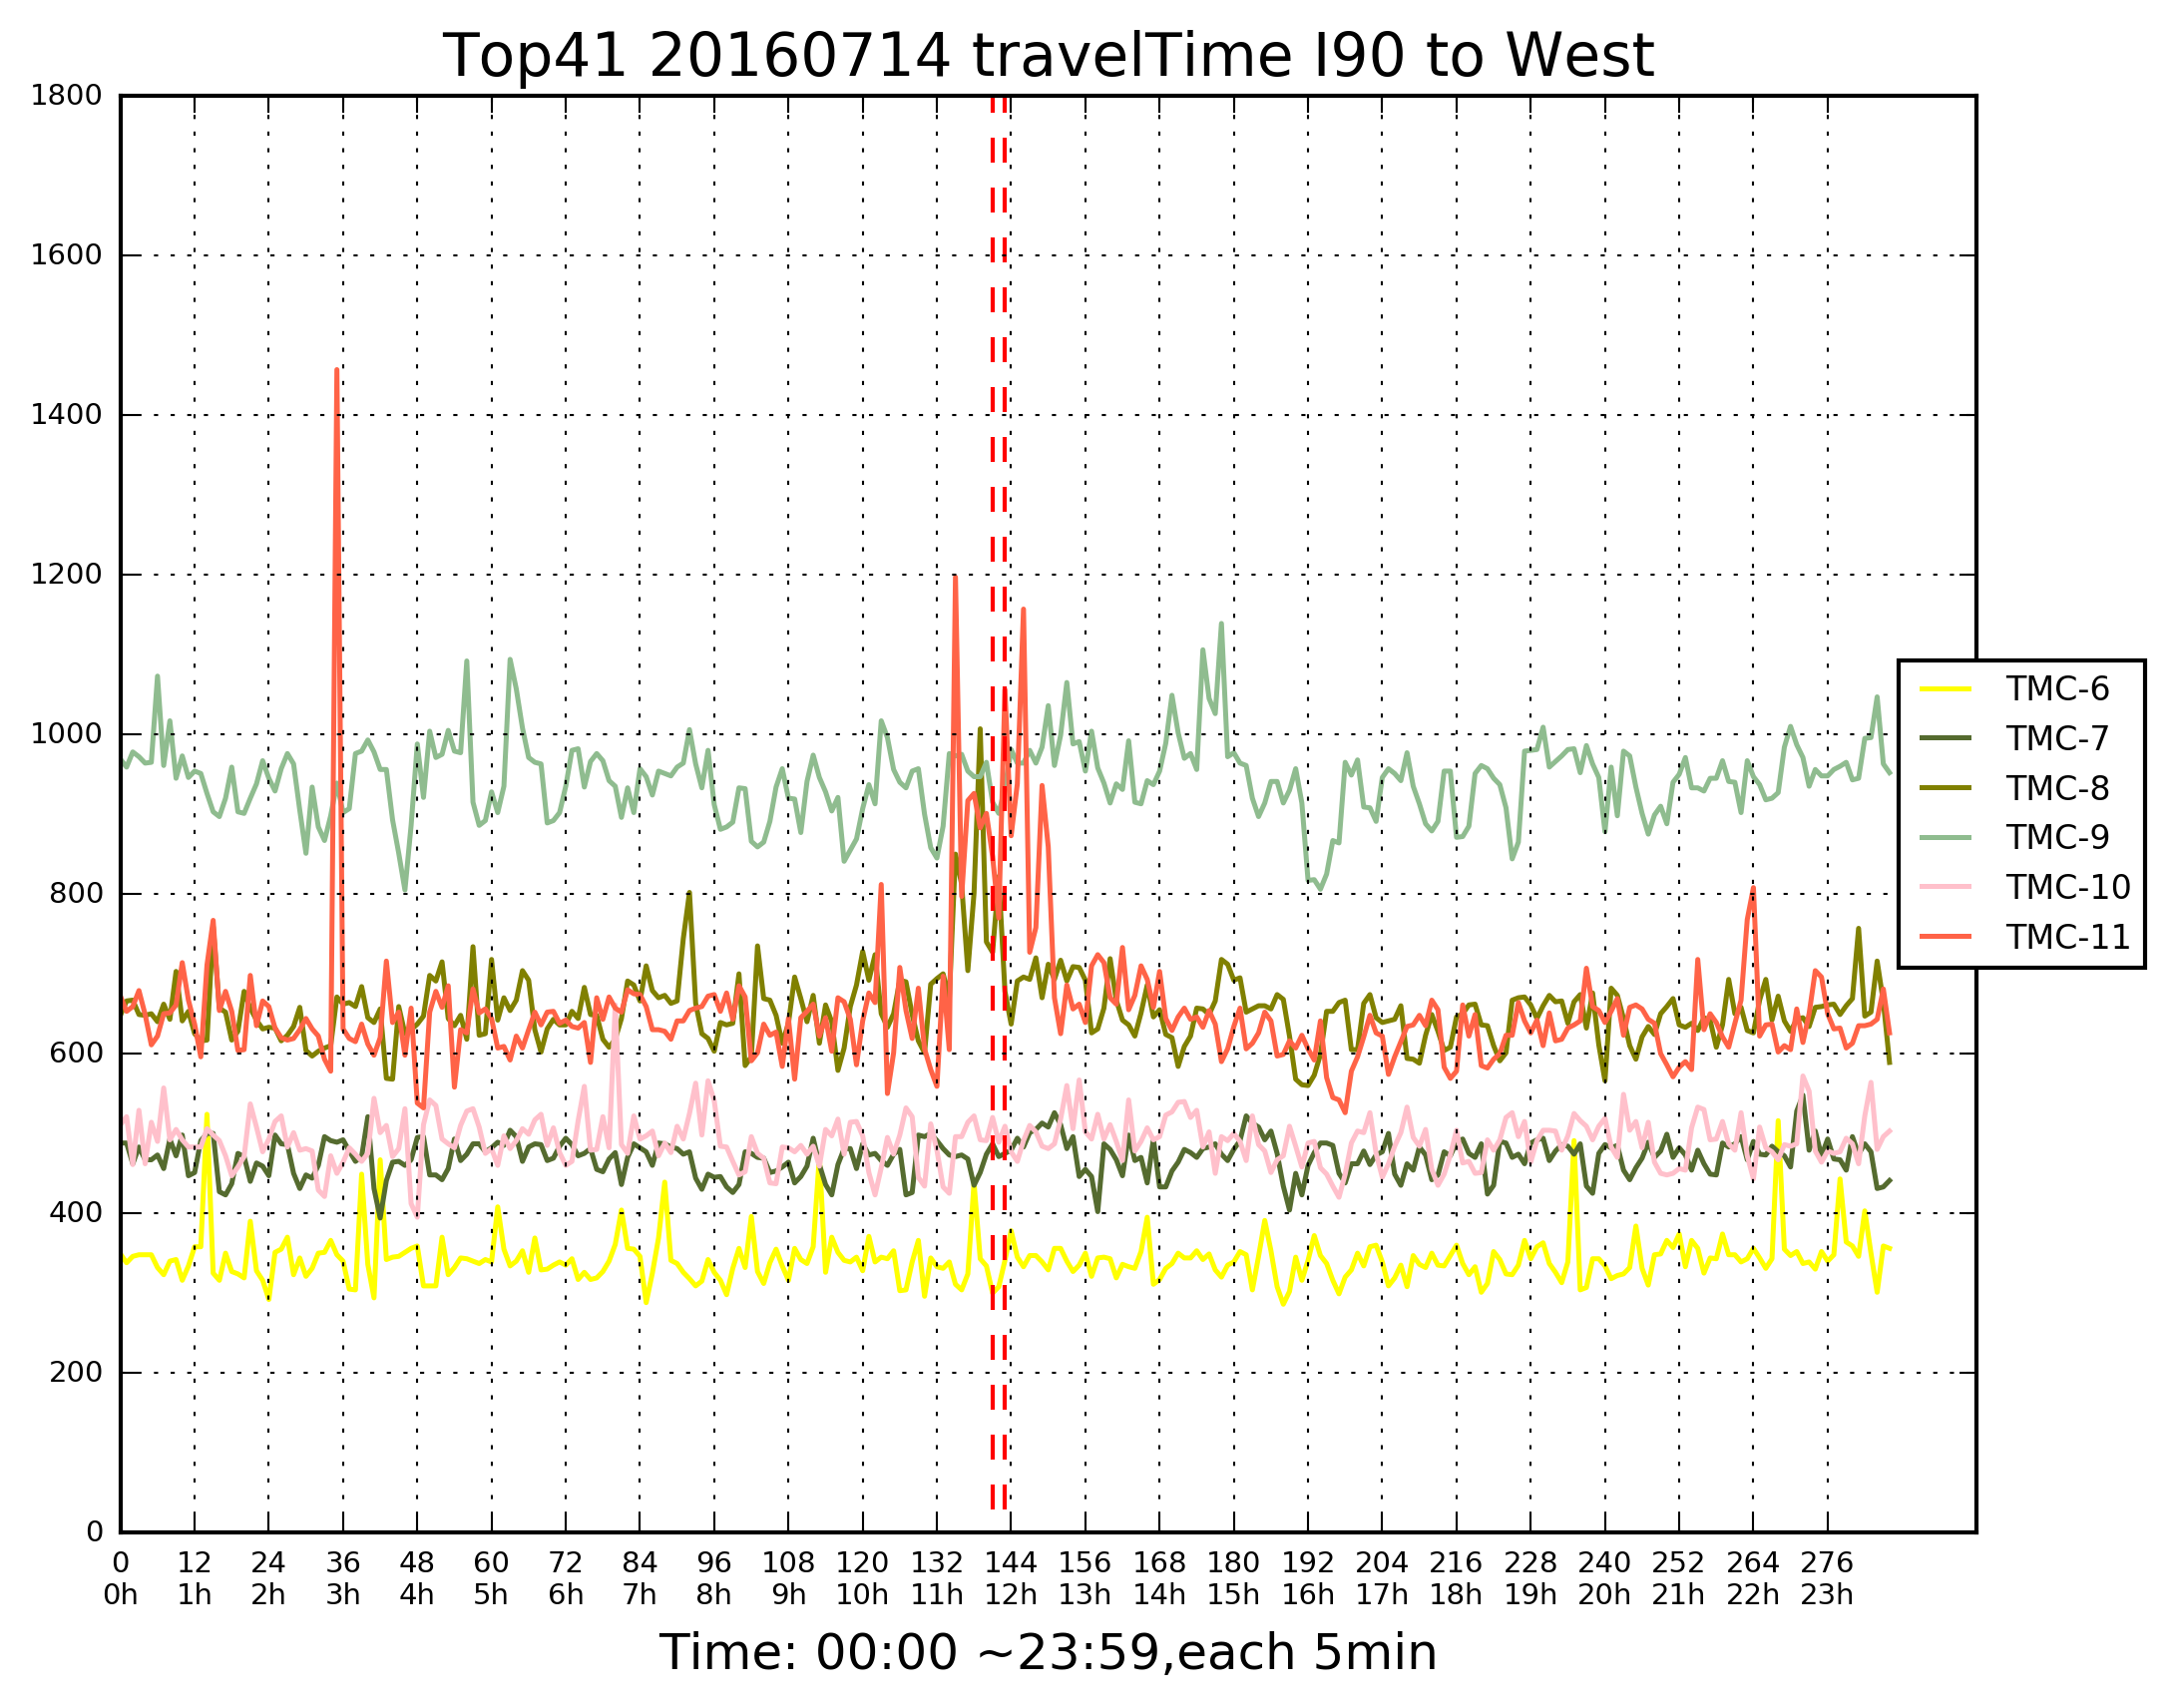 Top41 20160714 travelTime I90 to West
1800
1600
1400
1200
1000
800
600
400
200
0
TMC-6
TMC-7
TMC-8
TMC-9
TMC-10
TMC-11
0 12 24 36 48 60 72 84 96 108 120 132 144 156 168 180 192 204 216 228 240 252 264 276
0h 1h 2h 3h 4h 5h 6h 7h 8h 9h 10h 11h 12h 13h 14h 15h 16h 17h 18h 19h 20h 21h 22h 23h
Time: 00:00 ~23:59,each 5min